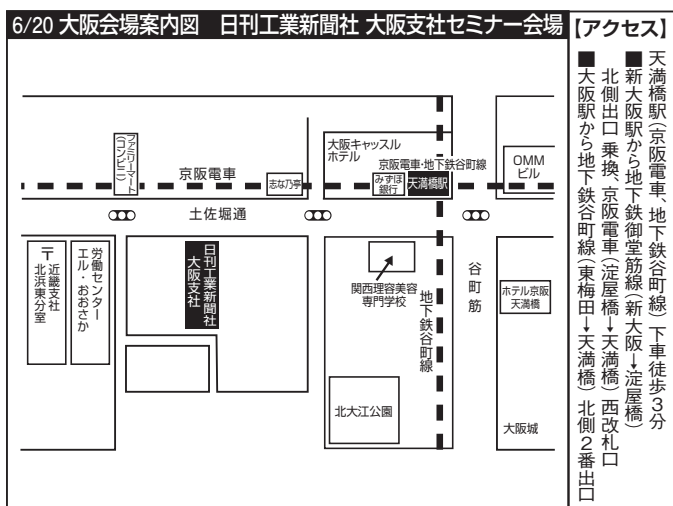 6/20 大阪会場案内図　日刊工業新聞社 大阪支社セミナー会場
【アクセス】
天満橋駅(京阪電車、地下鉄谷町線) 下車徒歩3分
■新大阪駅から地下鉄御堂筋線(新大阪→淀屋橋)
北側出口 乗換、京阪電車(淀屋橋→天満橋) 西改札口
■大阪駅から地下鉄谷町線(東梅田→天満橋) 北側2番出口
ファミリーマート
(コンビニ)
京阪電車
志な乃亭
大阪キャッスル
ホテル
京阪電車・地下鉄谷町線
みずほ
銀行
天満橋駅
OMM
ビル
土佐堀通
〒
近畿支社
北浜東分室
労働センター
エル・おおさか
日刊工業新聞社
大阪支社
関西理容美容
専門学校
地下鉄谷町線
谷町筋
ホテル京阪
天満橋
北大江公園
大阪城